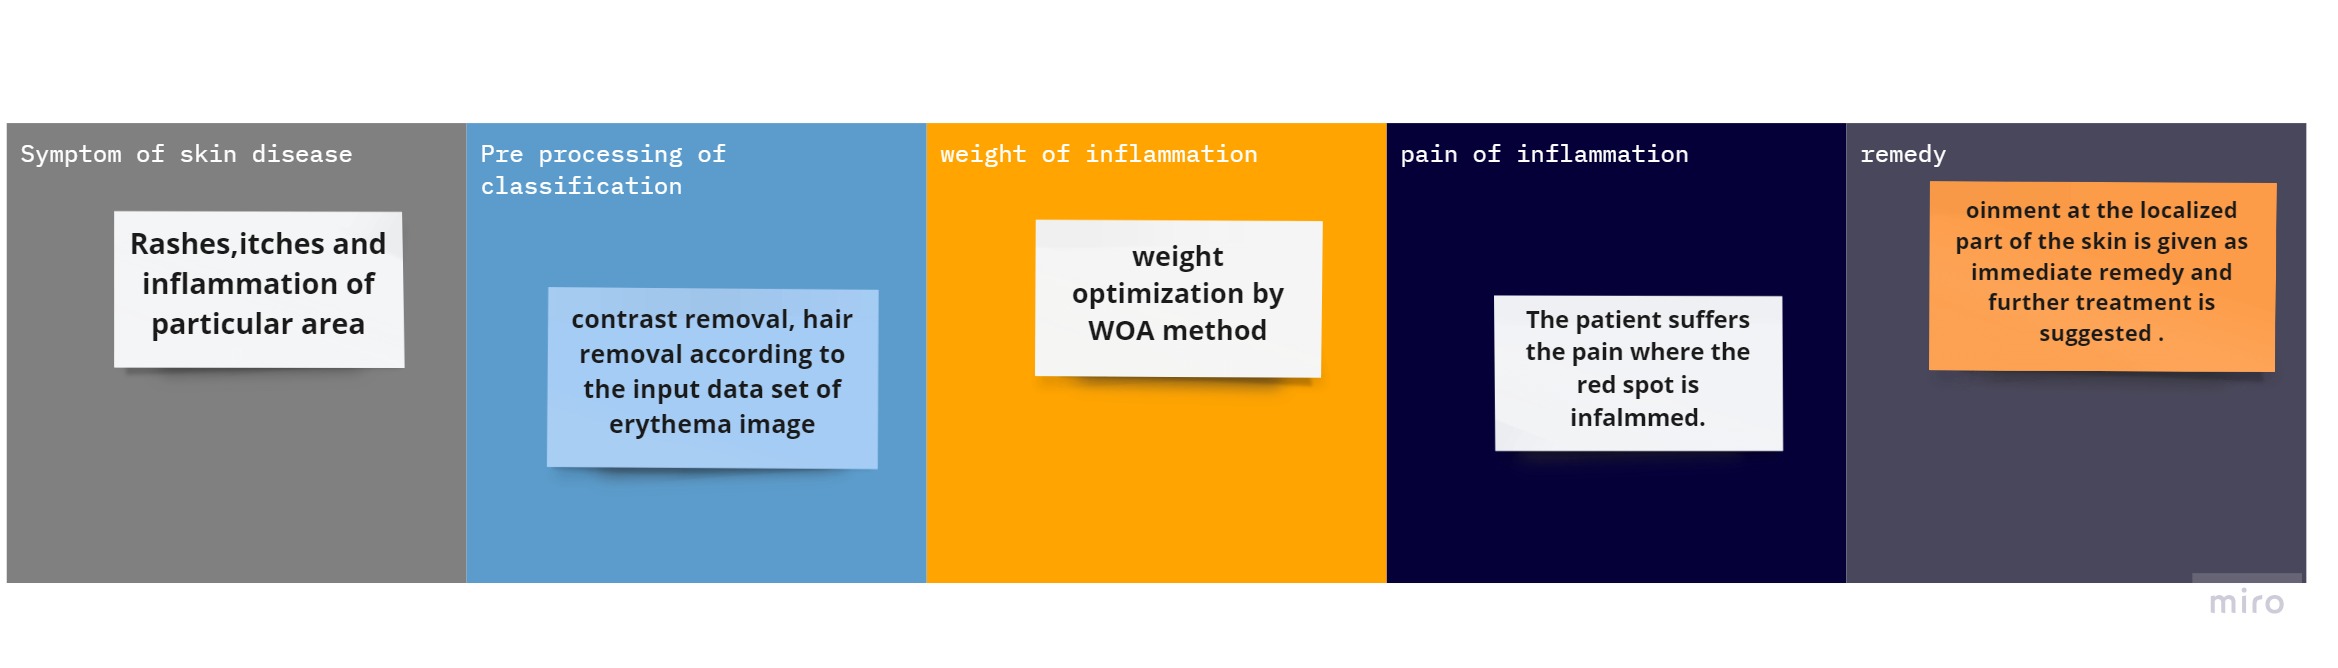 Symptom of skin disease
Rashes,itches and
inflammation of
particular area
Pre processing of
classification
contrast removal, hair
removal according to
the input data set of
erythema image
weight of inflammation
weight
optimization by
WOA method
pain of inflammation
The patient suffers
the pain where the
red spot is
infalmmed.
remedy
oinment at the localized
part of the skin is given as
immediate remedy and
further treatment is
suggested .
miro